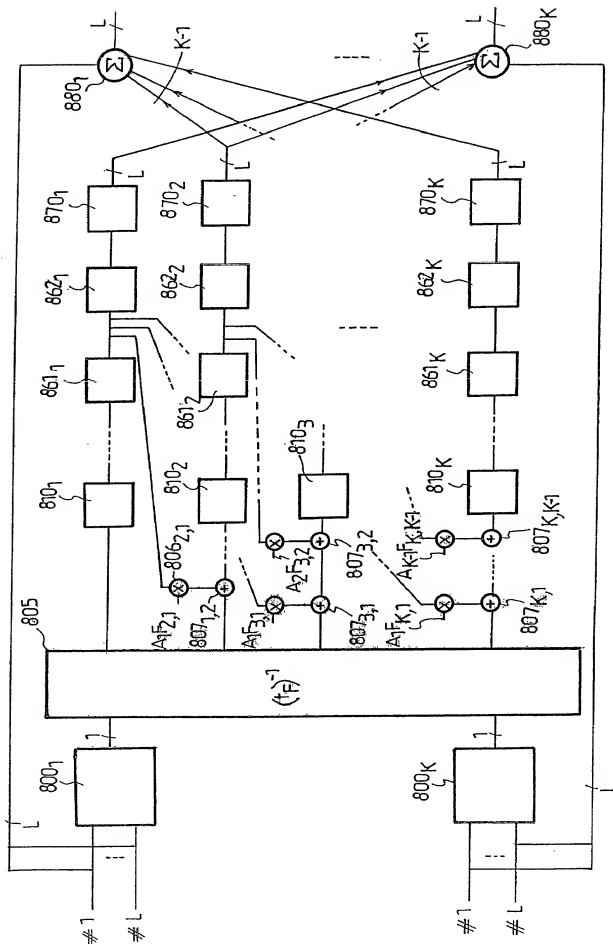 L
880₁
Σ
K-1
K-1
Σ
880K
L
L
L
L
870₁
870₂
870K
862₁
862₂
862K
861₁
861₂
861K
810₁
810₂
810₃
810K
806₂,₁
A₁F₂,₁
807₁,₂
A₁F₃,₁
A₂F₃,₂
807₃,₂
807₃,₁
A₁F K,₁
A K-1F K,K-1
807 K,K-1
807 K,₁
805
(tF)⁻¹
1
1
800₁
800K
L
L
#1
#L
#1
#L